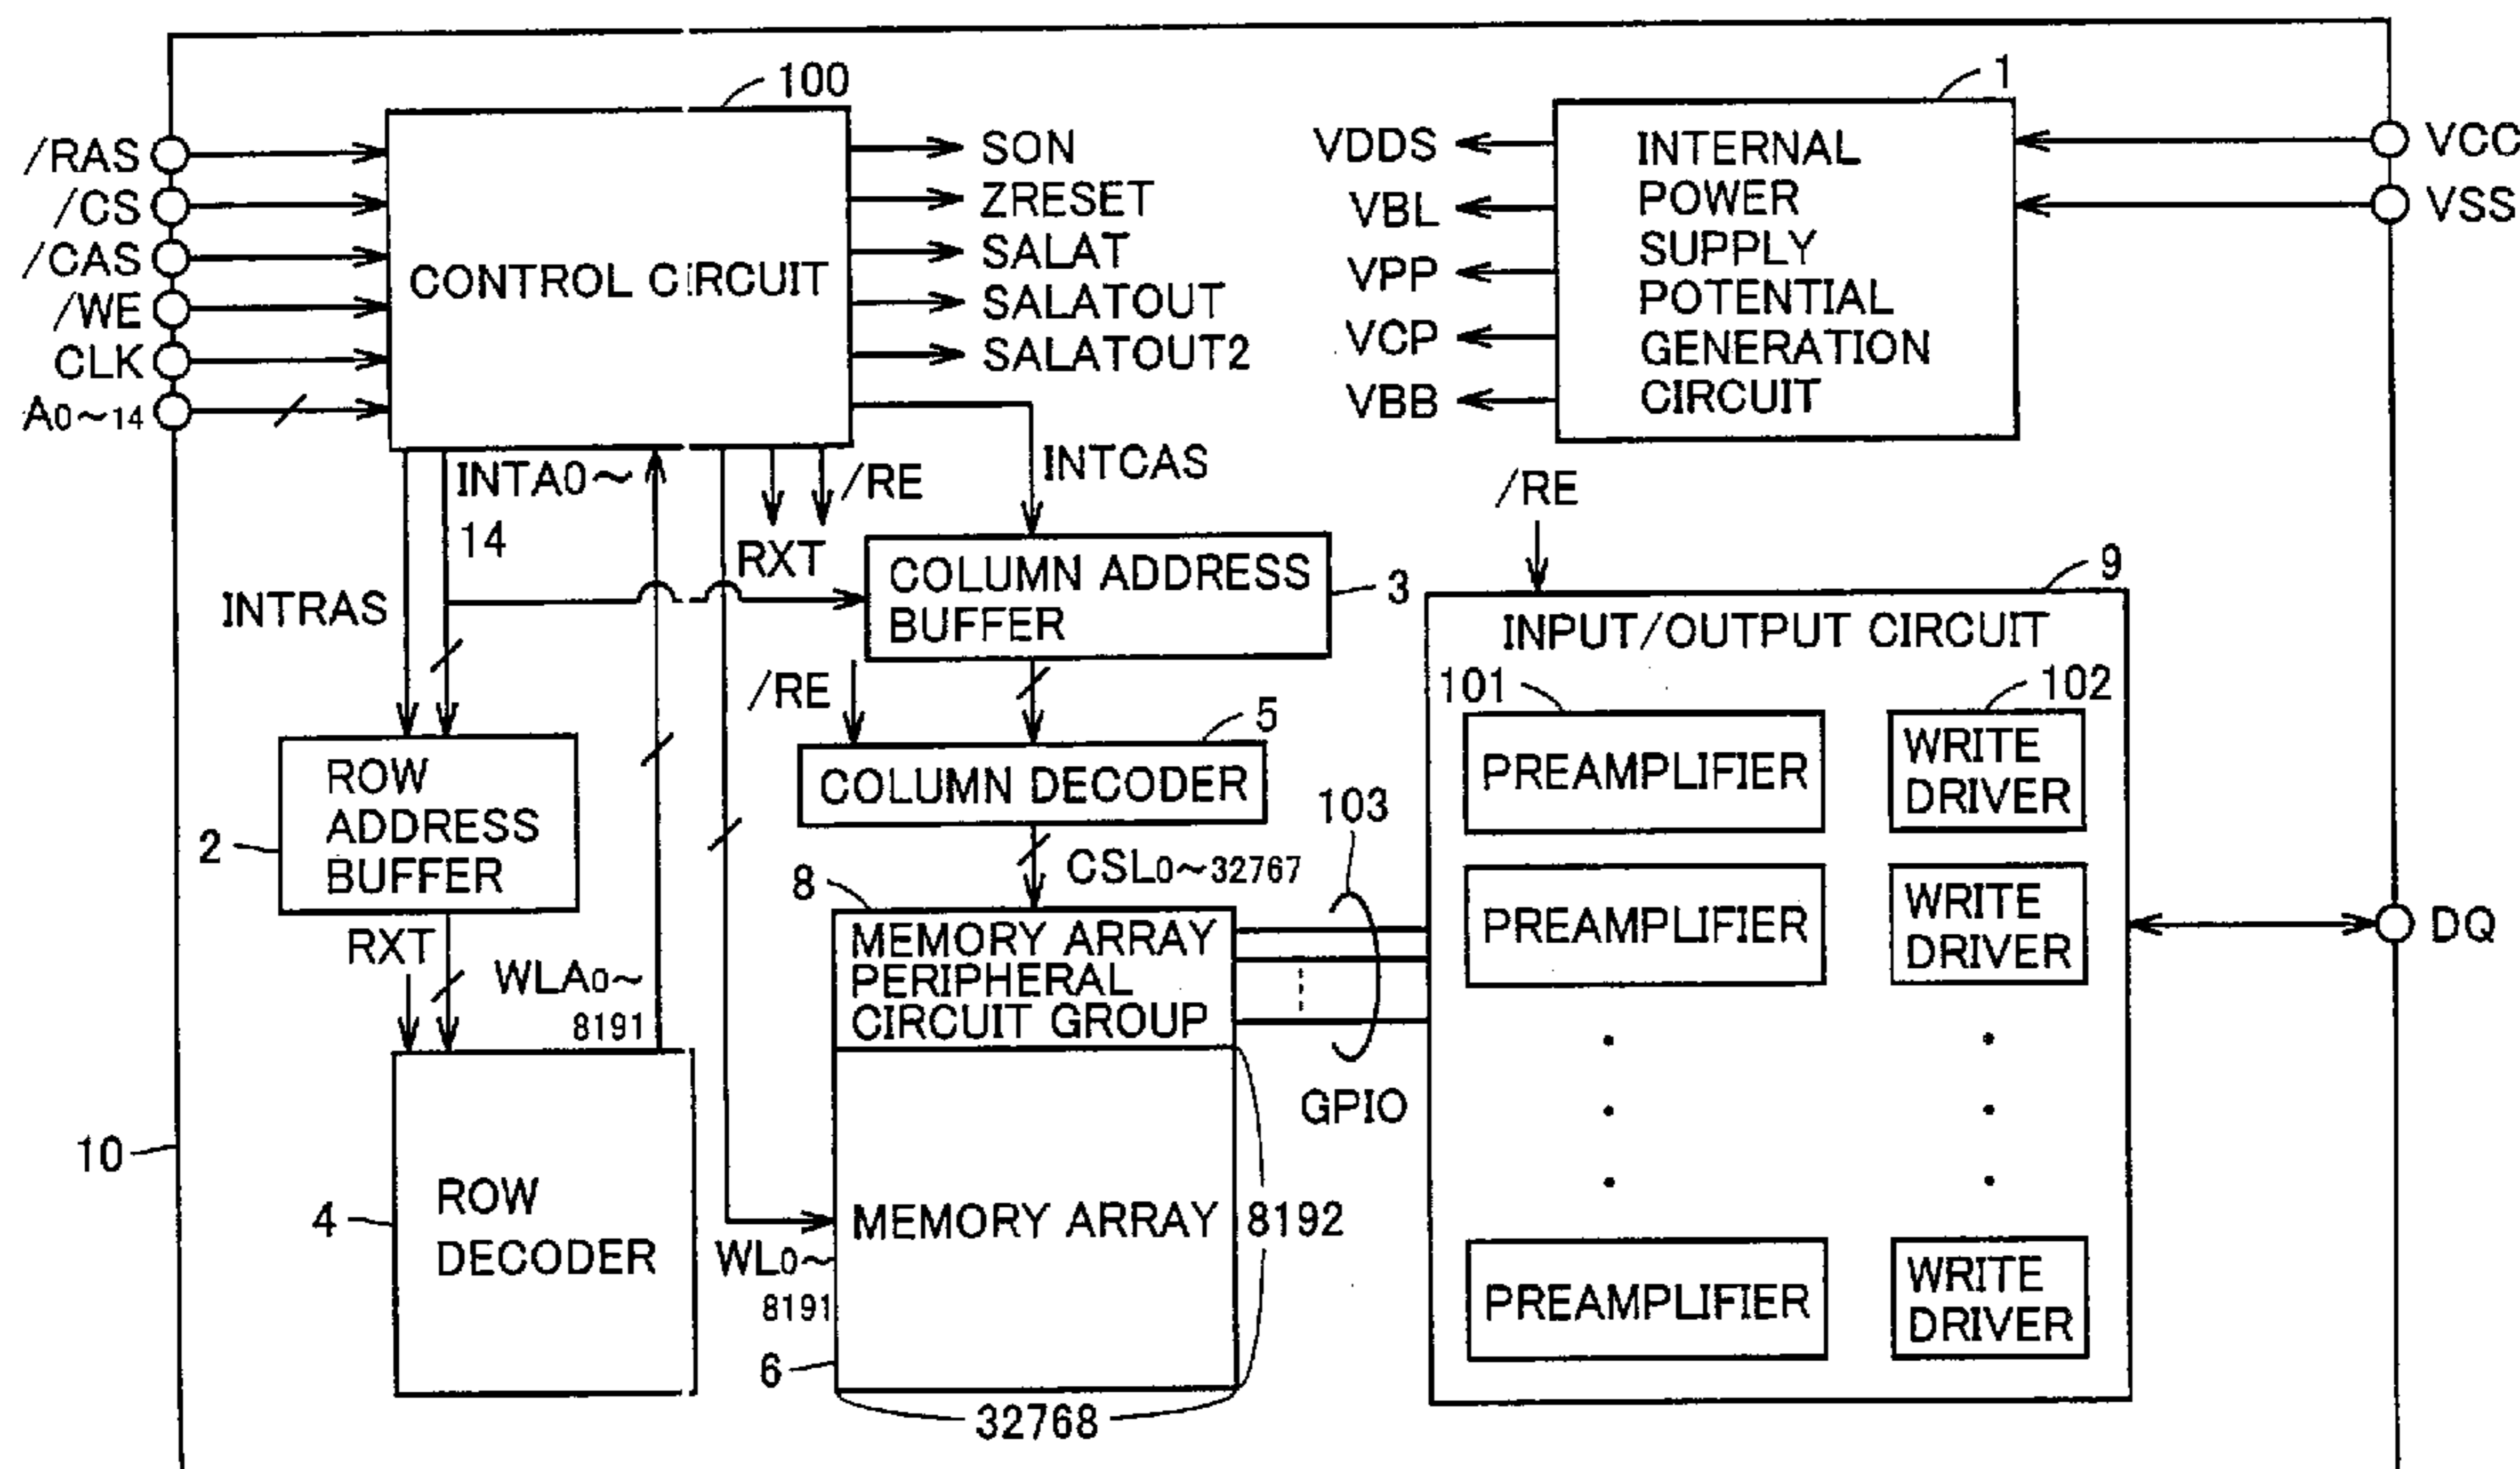 100
1
/RAS
/CS
/CAS
/WE
CLK
A0~14
CONTROL CIRCUIT
SON
ZRESET
SALAT
SALATOUT
SALATOUT2
VDDS
VBL
VPP
VCP
VBB
INTERNAL
POWER
SUPPLY
POTENTIAL
GENERATION
CIRCUIT
VCC
VSS
INTA0~
14
INTRAS
RXT
/RE
INTCAS
/RE
COLUMN ADDRESS
BUFFER
3
9
INPUT/OUTPUT CIRCUIT
101
102
/RE
5
COLUMN DECODER
PREAMPLIFIER
WRITE
DRIVER
ROW
ADDRESS
BUFFER
2
103
CSL0~32767
8
MEMORY ARRAY
PERIPHERAL
CIRCUIT GROUP
PREAMPLIFIER
WRITE
DRIVER
DQ
RXT
WLA0~
8191
GPIO
10
4
ROW
DECODER
MEMORY ARRAY
8192
WL0~
8191
6
32768
PREAMPLIFIER
WRITE
DRIVER